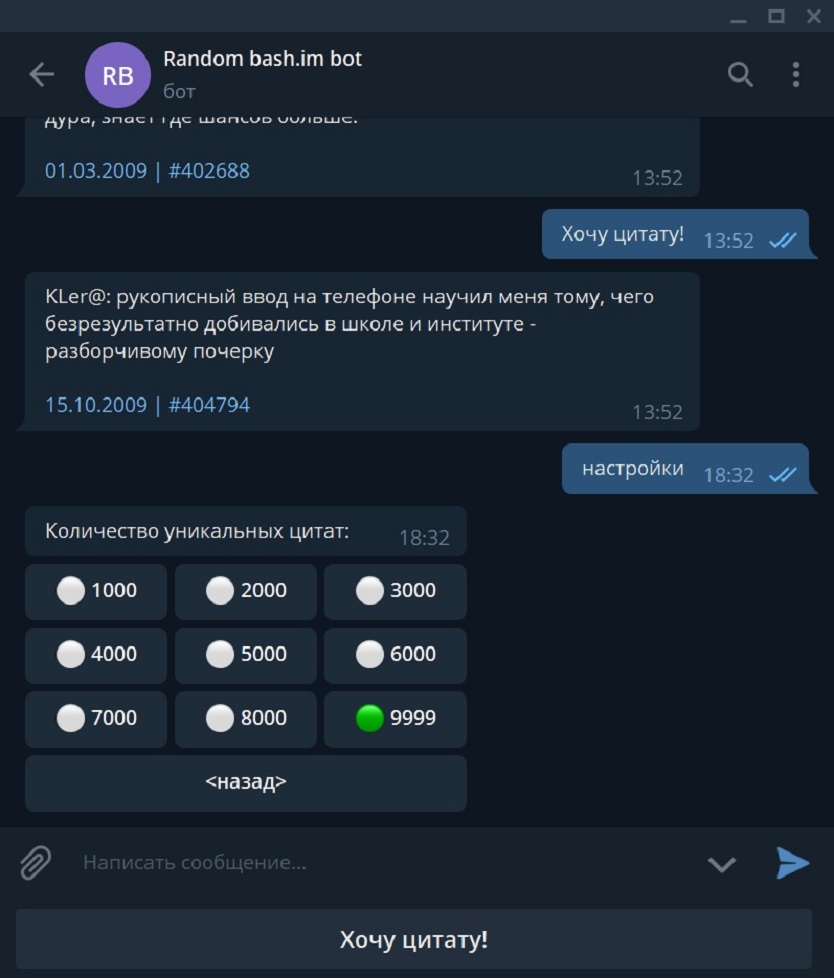 RB
Random bash.im bot
бот
дура, знает где шансов больше.
01.03.2009 | #402688
13:52
Хочу цитату!
13:52
KLer@: рукописный ввод на телефоне научил меня тому, чего
безрезультатно добивались в школе и институте -
разборчивому почерку
15.10.2009 | #404794
13:52
настройки
18:32
Количество уникальных цитат:
18:32
1000 2000 3000
4000 5000 6000
7000 8000 9999
<назад>
Написать сообщение...
Хочу цитату!